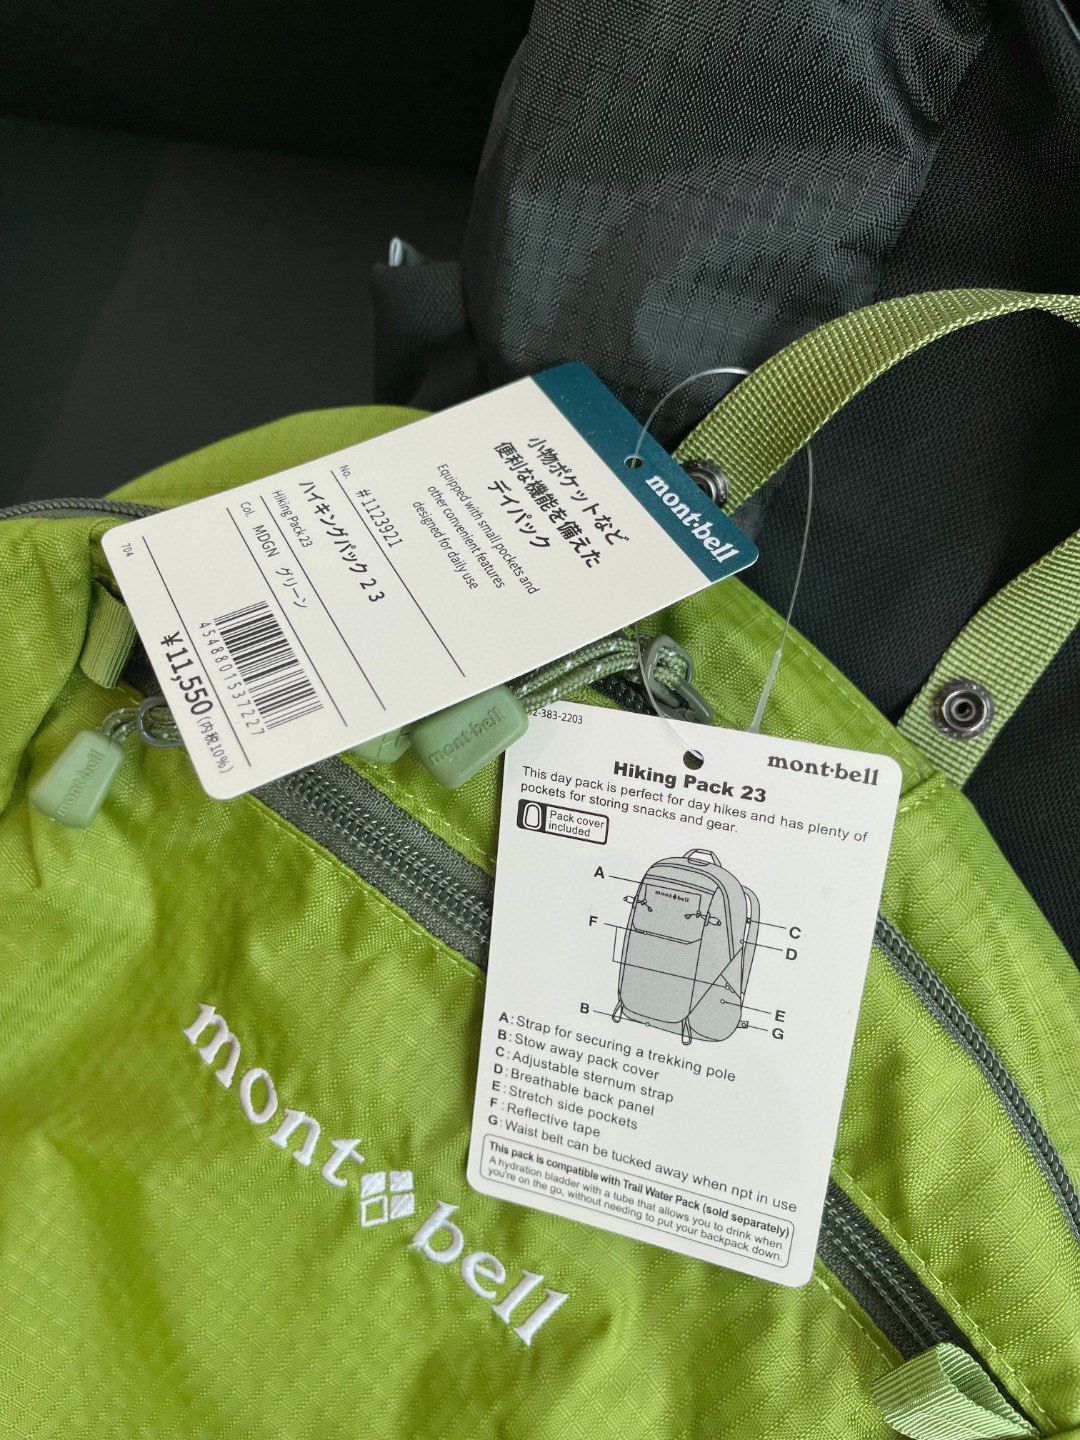 mont·bell
小物ポケットなど
便利な機能を備えた
デイパック
Equipped with small pockets and
other convenient features
designed for daily use
No.
#1123921
ハイキングパック２３
Hiking Pack 23
Col. MDGN グリーン
4548801537227
704
¥11,550(内税10%)
mont·bell
mont·bell
2-383-2203
mont·bell
Hiking Pack 23
This day pack is perfect for day hikes and has plenty of
pockets for storing snacks and gear.
Pack cover
included
mont bell
A
F
B
C
D
E
G
A:Strap for securing a trekking pole
B:Stow away pack cover
C:Adjustable sternum strap
D:Breathable back panel
E:Stretch side pockets
F:Reflective tape
G:Waist belt can be tucked away when npt in use
This pack is compatible with Trail Water Pack (sold separately)
A hydration bladder with a tube that allows you to drink when
you're on the go, without needing to put your backpack down.
mont bell